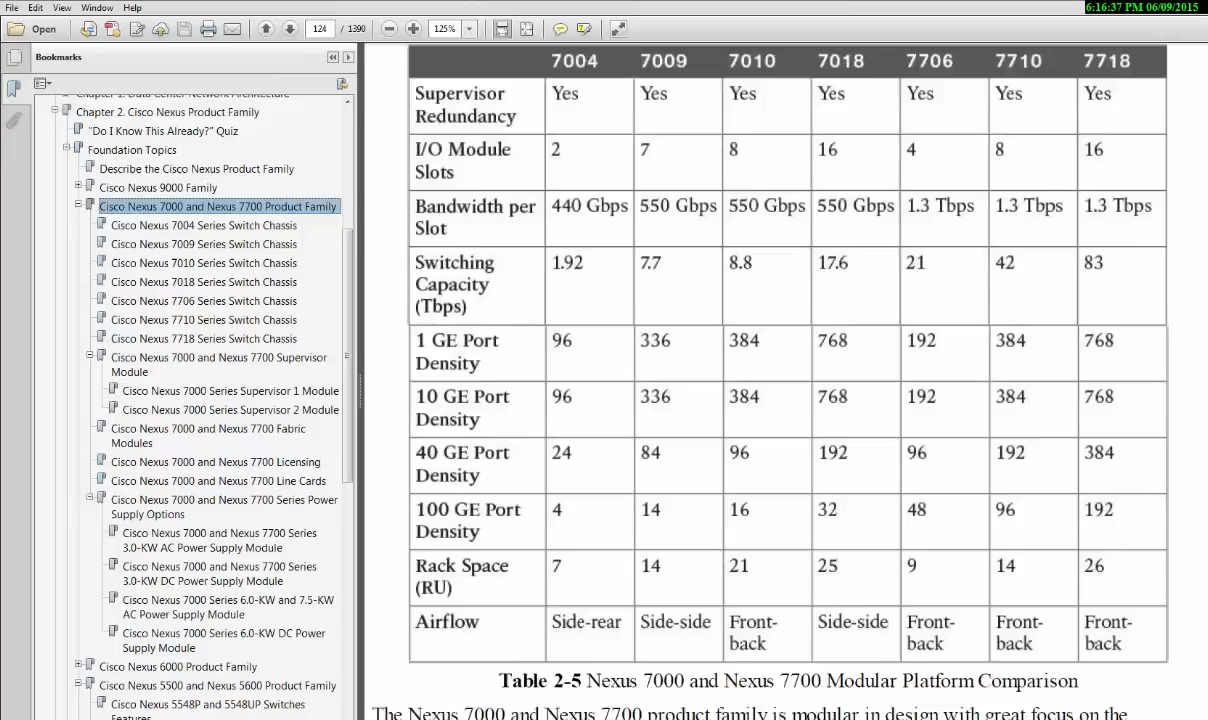 6:16:37 PM 06/09/2015
File Edit View Window Help
Open 124 / 1390 125%
Bookmarks
Chapter 2. Cisco Nexus Product Family
"Do I Know This Already?" Quiz
Foundation Topics
Describe the Cisco Nexus Product Family
Cisco Nexus 9000 Family
Cisco Nexus 7000 and Nexus 7700 Product Family
Cisco Nexus 7004 Series Switch Chassis
Cisco Nexus 7009 Series Switch Chassis
Cisco Nexus 7010 Series Switch Chassis
Cisco Nexus 7018 Series Switch Chassis
Cisco Nexus 7706 Series Switch Chassis
Cisco Nexus 7710 Series Switch Chassis
Cisco Nexus 7718 Series Switch Chassis
Cisco Nexus 7000 and Nexus 7700 Supervisor
Module
Cisco Nexus 7000 Series Supervisor 1 Module
Cisco Nexus 7000 Series Supervisor 2 Module
Cisco Nexus 7000 and Nexus 7700 Fabric
Modules
Cisco Nexus 7000 and Nexus 7700 Licensing
Cisco Nexus 7000 and Nexus 7700 Line Cards
Cisco Nexus 7000 and Nexus 7700 Series Power
Supply Options
Cisco Nexus 7000 and Nexus 7700 Series
3.0-KW AC Power Supply Module
Cisco Nexus 7000 and Nexus 7700 Series
3.0-KW DC Power Supply Module
Cisco Nexus 7000 Series 6.0-KW and 7.5-KW
AC Power Supply Module
Cisco Nexus 7000 Series 6.0-KW DC Power
Supply Module
Cisco Nexus 6000 Product Family
Cisco Nexus 5500 and Nexus 5600 Product Family
Cisco Nexus 5548P and 5548UP Switches
Features
7004 7009 7010 7018 7706 7710 7718
Supervisor Yes Yes Yes Yes Yes Yes Yes
Redundancy
I/O Module 2 7 8 16 4 8 16
Slots
Bandwidth per 440 Gbps 550 Gbps 550 Gbps 550 Gbps 1.3 Tbps 1.3 Tbps 1.3 Tbps
Slot
Switching 1.92 7.7 8.8 17.6 21 42 83
Capacity
(Tbps)
1 GE Port 96 336 384 768 192 384 768
Density
10 GE Port 96 336 384 768 192 384 768
Density
40 GE Port 24 84 96 192 96 192 384
Density
100 GE Port 4 14 16 32 48 96 192
Density
Rack Space 7 14 21 25 9 14 26
(RU)
Airflow Side-rear Side-side Front- Side-side Front- Front- Front-
back back back back
Table 2-5 Nexus 7000 and Nexus 7700 Modular Platform Comparison
The Nexus 7000 and Nexus 7700 product family is modular in design with great focus on the